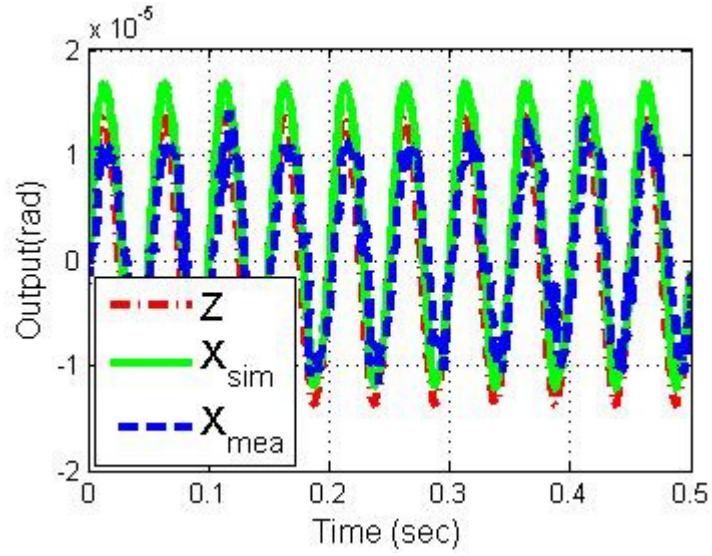 x 10^-5
2
1
0
-1
-2
Output(rad)
Z
X_sim
X_mea
0 0.1 0.2 0.3 0.4 0.5
Time (sec)